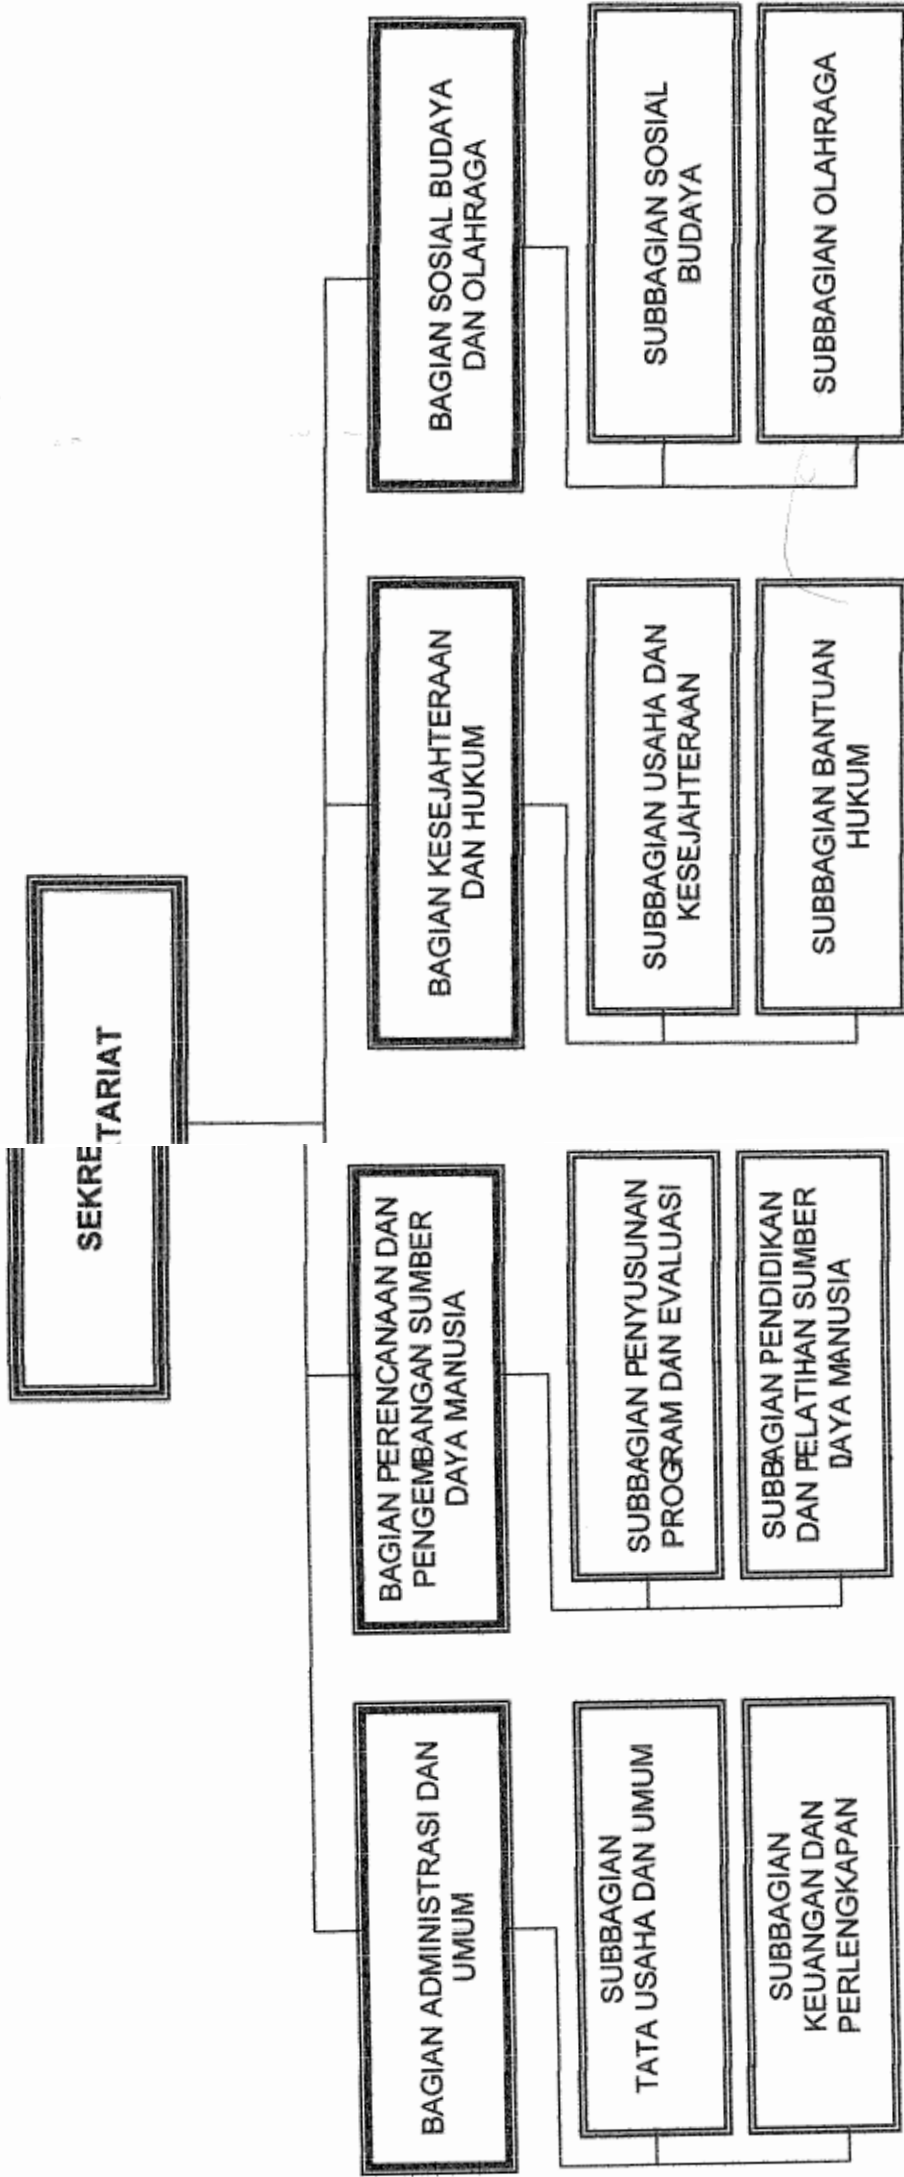 SEKRETARIAT
BAGIAN ADMINISTRASI DAN
UMUM
BAGIAN PERENCANAAN DAN
PENGEMBANGAN SUMBER
DAYA MANUSIA
BAGIAN KESEJAHTERAAN
DAN HUKUM
BAGIAN SOSIAL BUDAYA
DAN OLAHRAGA
SUBBAGIAN
TATA USAHA DAN UMUM
SUBBAGIAN PENYUSUNAN
PROGRAM DAN EVALUASI
SUBBAGIAN USAHA DAN
KESEJAHTERAAN
SUBBAGIAN SOSIAL
BUDAYA
SUBBAGIAN
KEUANGAN DAN
PERLENGKAPAN
SUBBAGIAN PENDIDIKAN
DAN PELATIHAN SUMBER
DAYA MANUSIA
SUBBAGIAN BANTUAN
HUKUM
SUBBAGIAN OLAHRAGA